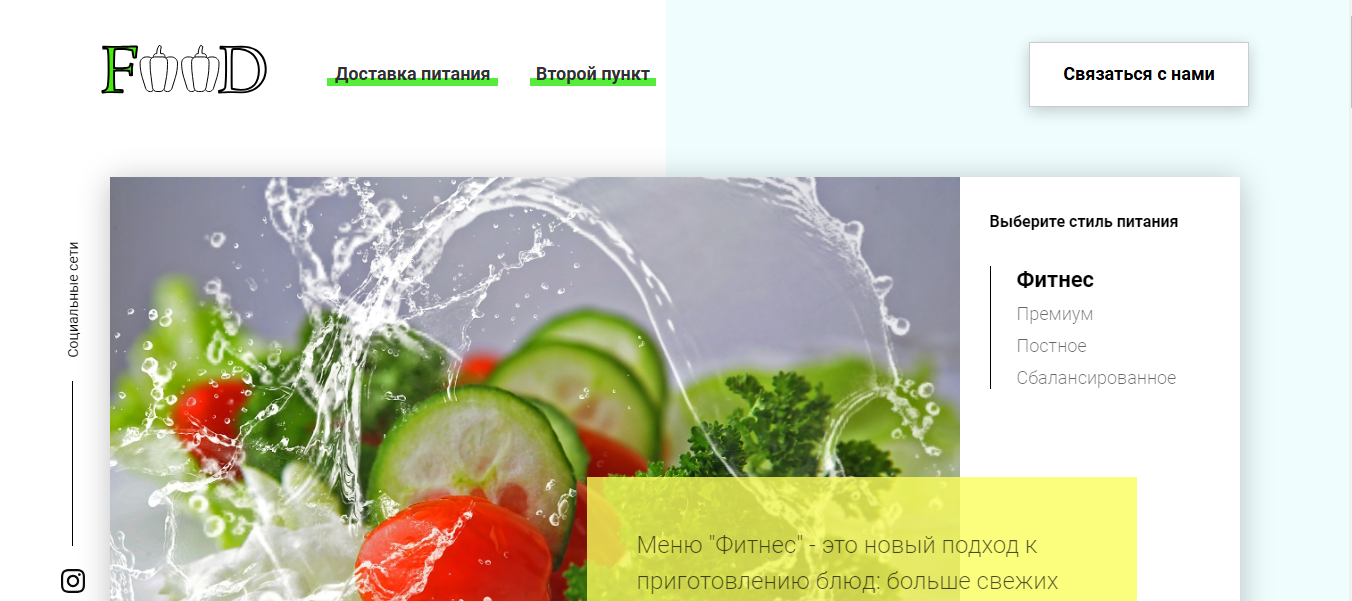 FOOD
Доставка питания
Второй пункт
Связаться с нами
Социальные сети
Выберите стиль питания
Фитнес
Премиум
Постное
Сбалансированное
Меню "Фитнес" - это новый подход к
приготовлению блюд: больше свежих